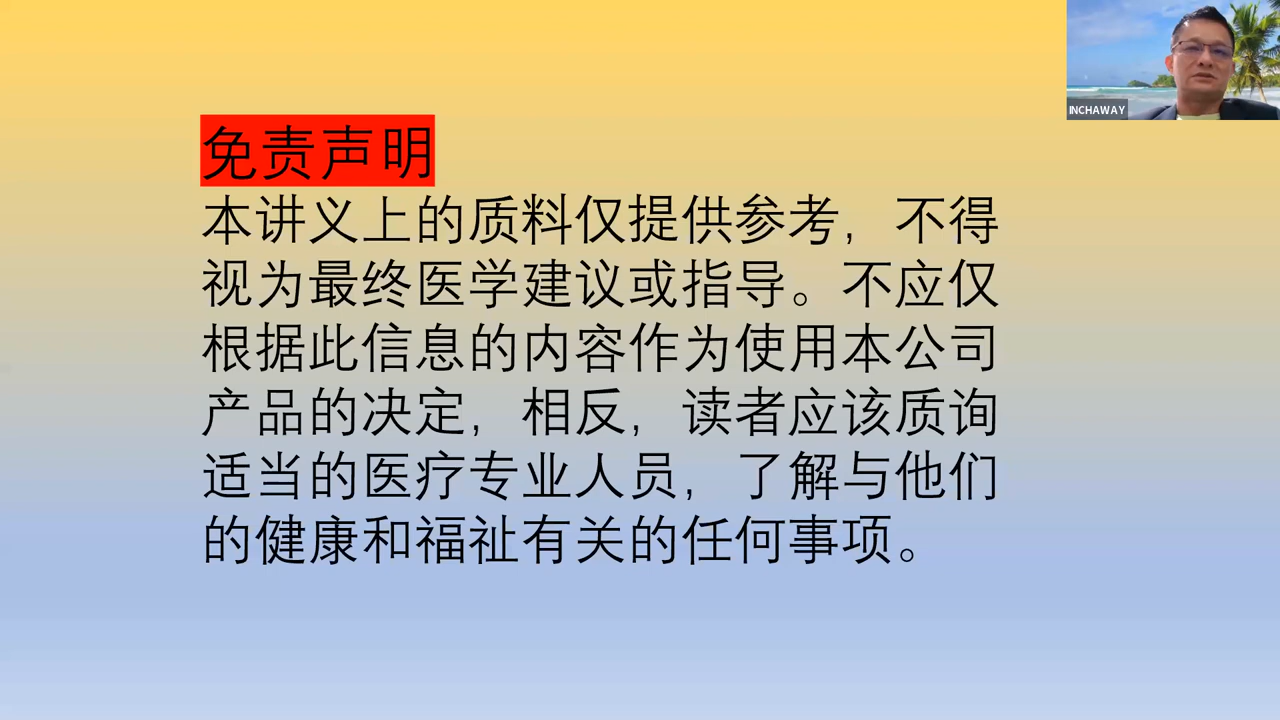 免责声明
本讲义上的质料仅提供参考，不得
视为最终医学建议或指导。不应仅
根据此信息的内容作为使用本公司
产品的决定，相反，读者应该质询
适当的医疗专业人员，了解与他们
的健康和福祉有关的任何事项。
INCHAWAY